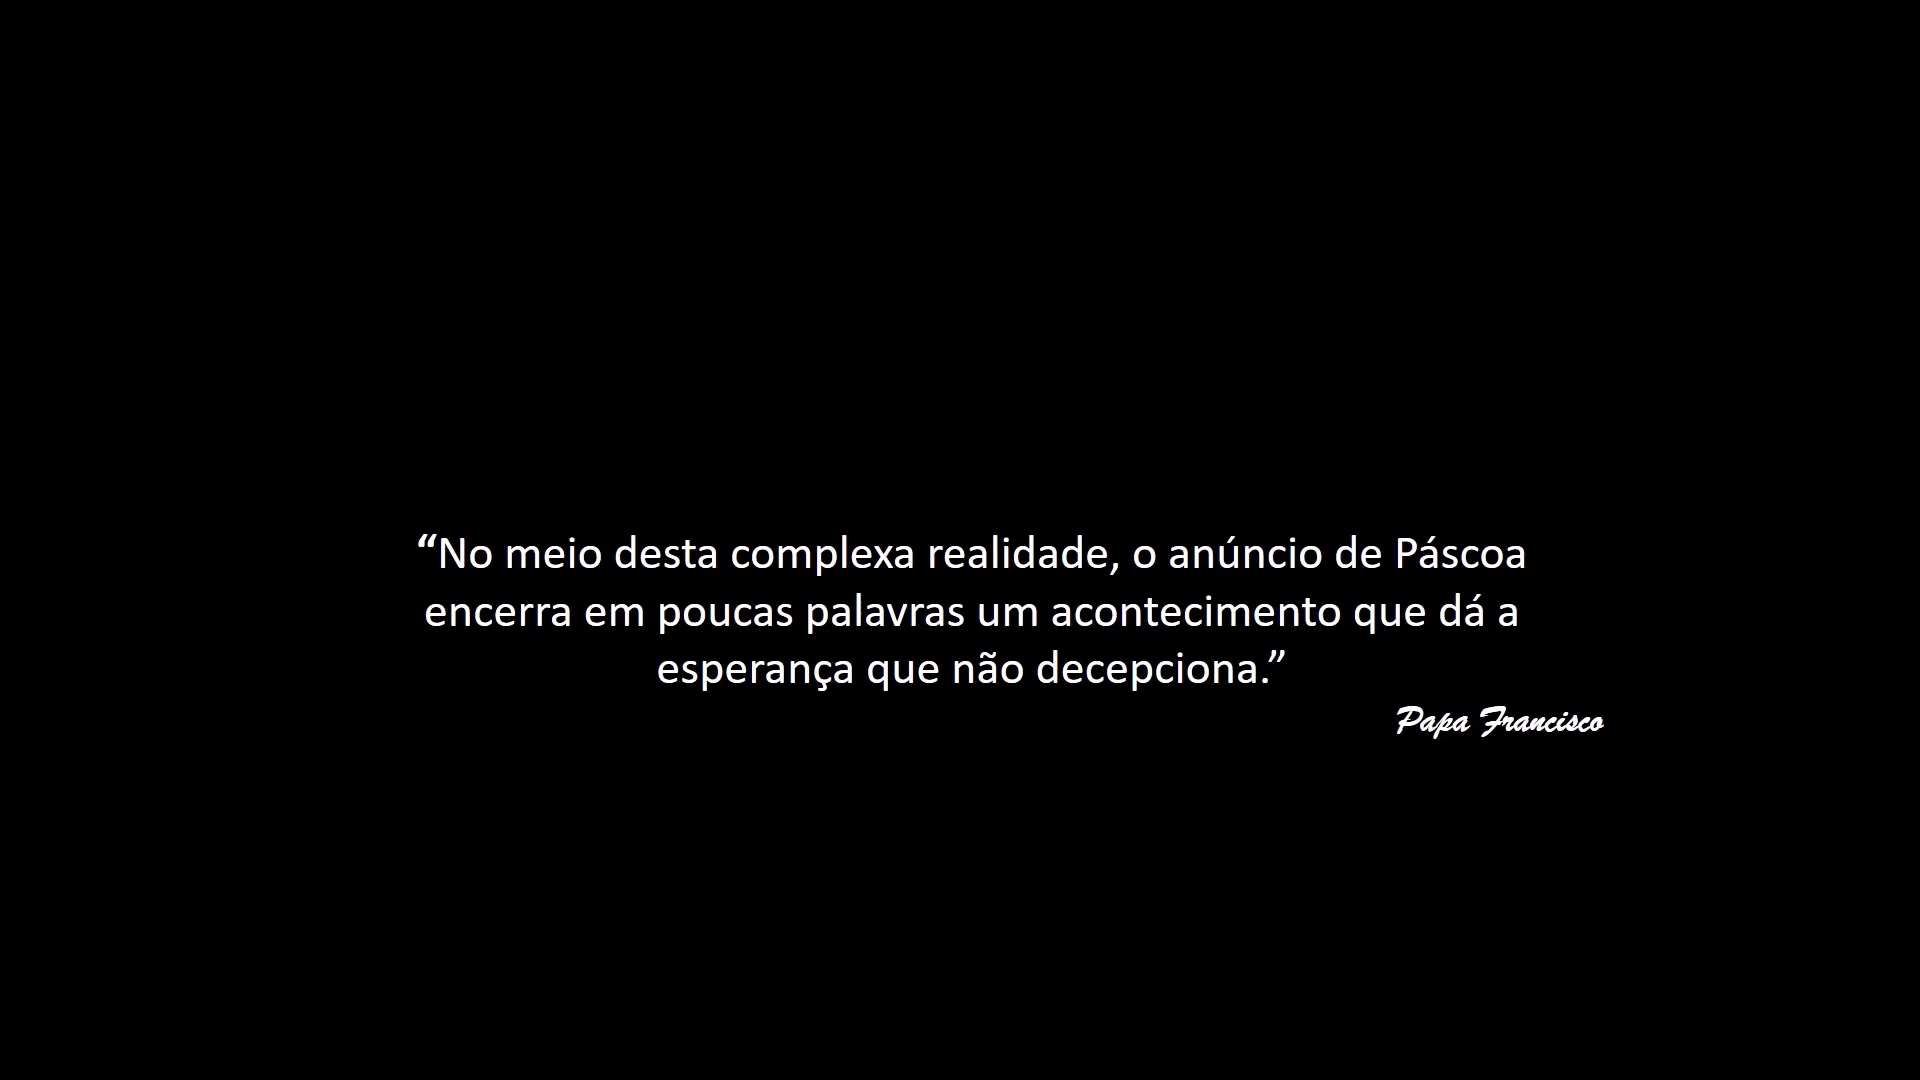 “No meio desta complexa realidade, o anúncio de Páscoa
encerra em poucas palavras um acontecimento que dá a
esperança que não decepciona.”
Papa Francisco